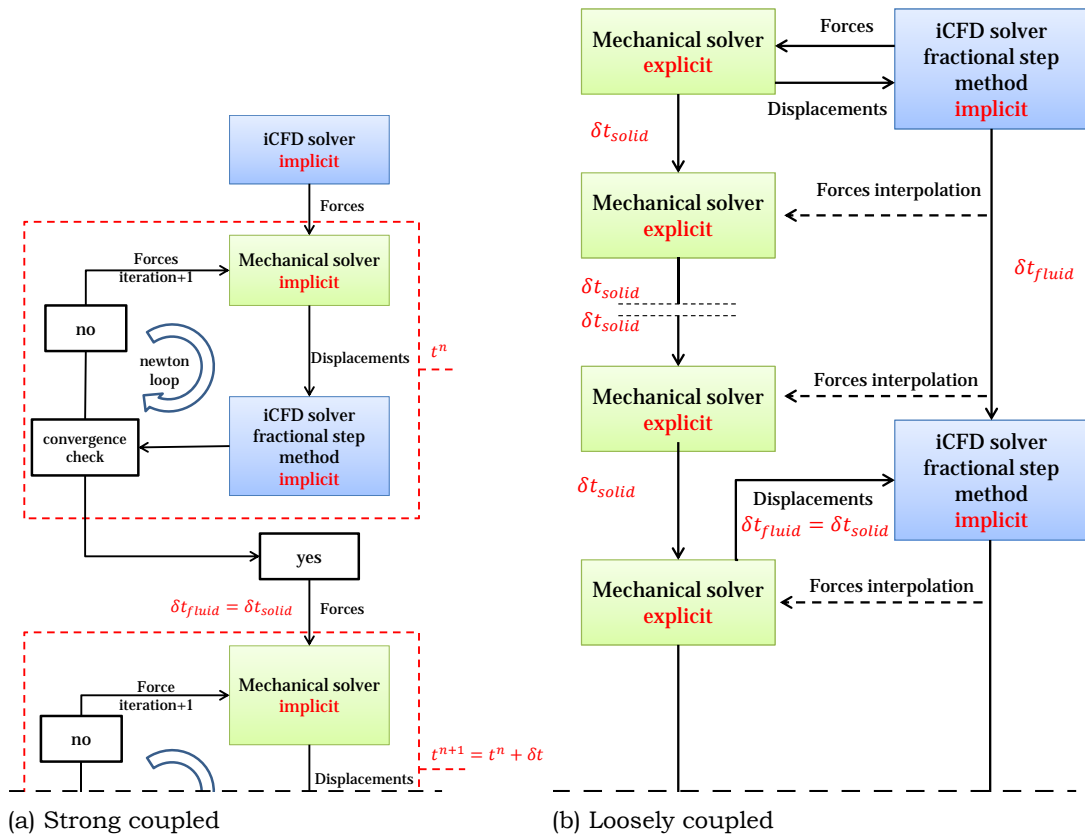 iCFD solver
implicit
Forces
Mechanical solver
implicit
Forces
iteration+1
no
newton
loop
Displacements
t^n
convergence
check
iCFD solver
fractional step
method
implicit
yes
δt_fluid = δt_solid
Forces
Mechanical solver
implicit
Force
iteration+1
no
t^{n+1} = t^n + δt
Displacements
(a) Strong coupled
Mechanical solver
explicit
Forces
Displacements
iCFD solver
fractional step
method
implicit
δt_solid
Mechanical solver
explicit
Forces interpolation
δt_fluid
δt_solid
δt_solid
Mechanical solver
explicit
Forces interpolation
iCFD solver
fractional step
method
implicit
δt_solid
Displacements
δt_fluid = δt_solid
Mechanical solver
explicit
Forces interpolation
(b) Loosely coupled